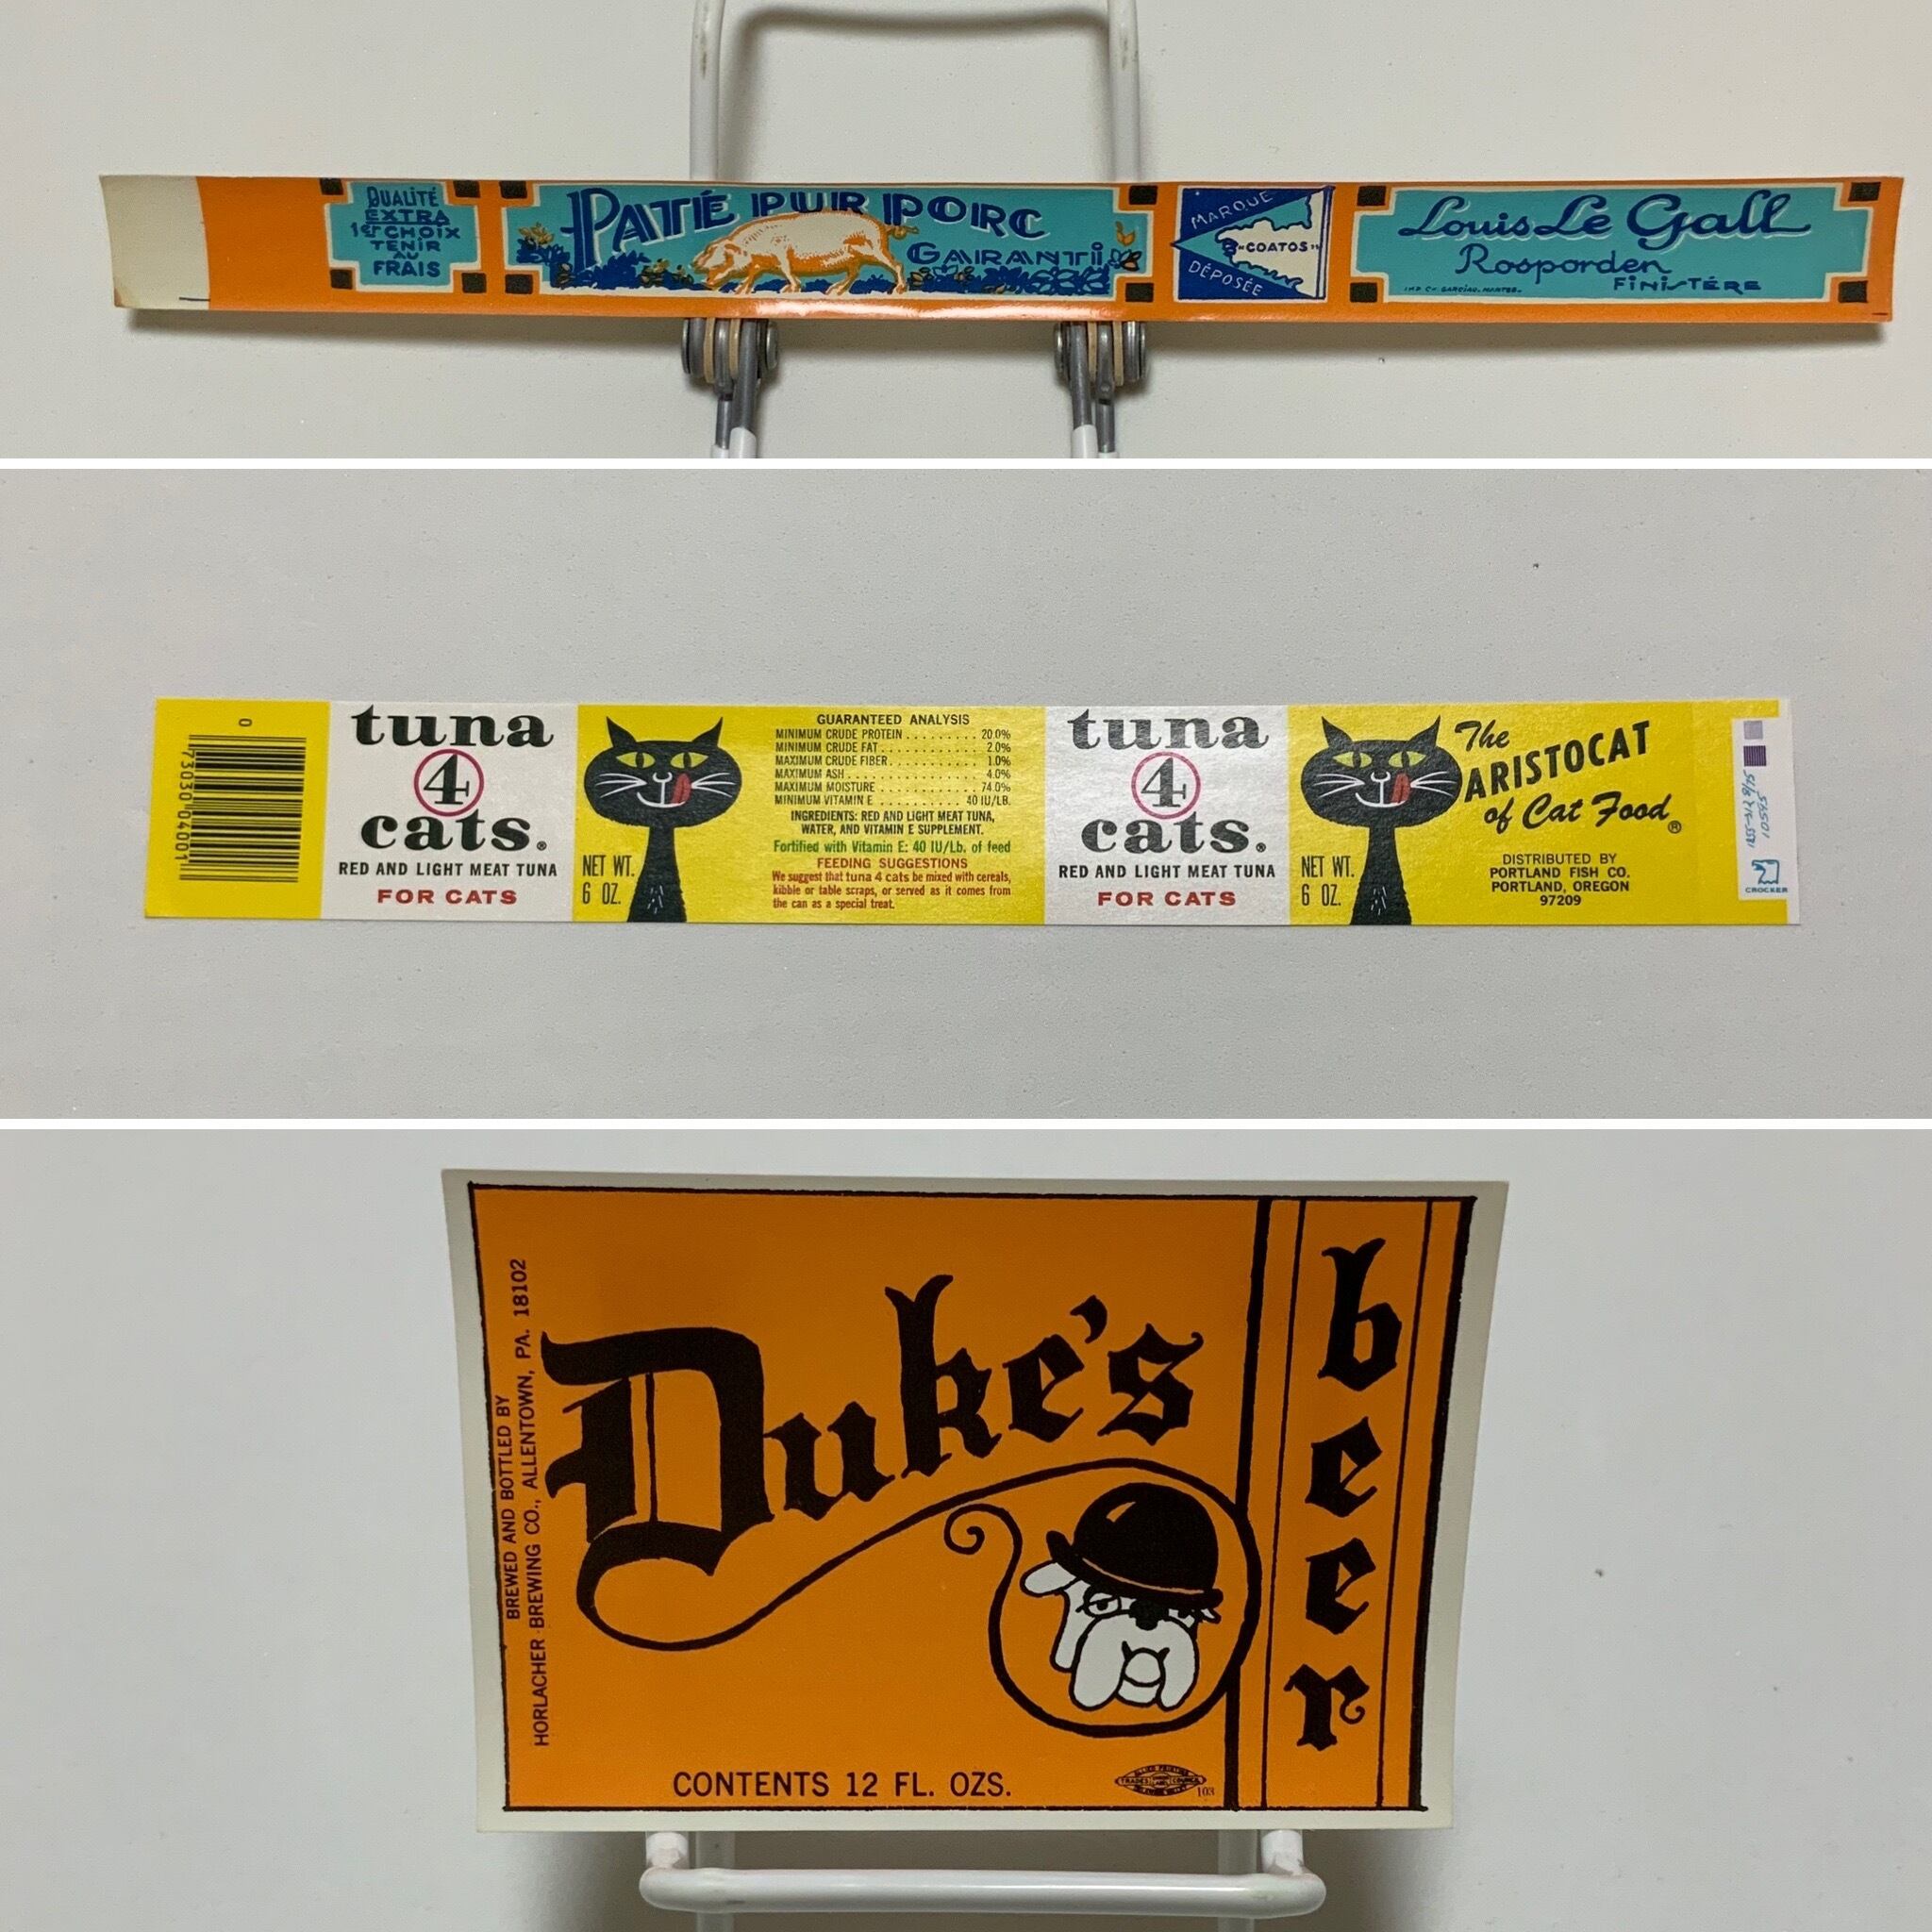 QUALITÉ
EXTRA
1er CHOIX
TENIR
AU
FRAIS
PATÉ PUR PORC
GARANTI
MARQUE
"COATOS"
DÉPOSÉE
Louis Le Gall
Rosporden
FINISTÈRE
0
73030 04001
tuna
4
cats®
RED AND LIGHT MEAT TUNA
FOR CATS
NET WT.
6 OZ.
GUARANTEED ANALYSIS
MINIMUM CRUDE PROTEIN . . . . . . . . . 20.0%
MINIMUM CRUDE FAT . . . . . . . . . . . . . 2.0%
MAXIMUM CRUDE FIBER . . . . . . . . . . . 1.0%
MAXIMUM ASH . . . . . . . . . . . . . . . . 4.0%
MAXIMUM MOISTURE . . . . . . . . . . . . 74.0%
MINIMUM VITAMIN E . . . . . . . . . . 40 IU/LB.
INGREDIENTS: RED AND LIGHT MEAT TUNA,
WATER, AND VITAMIN E SUPPLEMENT.
Fortified with Vitamin E: 40 IU/Lb. of feed
FEEDING SUGGESTIONS
We suggest that tuna 4 cats be mixed with cereals,
kibble or table scraps, or served as it comes from
the can as a special treat.
tuna
4
cats®
RED AND LIGHT MEAT TUNA
FOR CATS
NET WT.
6 OZ.
The
ARISTOCAT
of Cat Food®
DISTRIBUTED BY
PORTLAND FISH CO.
PORTLAND, OREGON
97209
10595
CROCKER
BREWED AND BOTTLED BY
HORLACHER BREWING CO., ALLENTOWN, PA. 18102
Duke's
beer
CONTENTS 12 FL. OZS.
TRADES COUNCIL
103